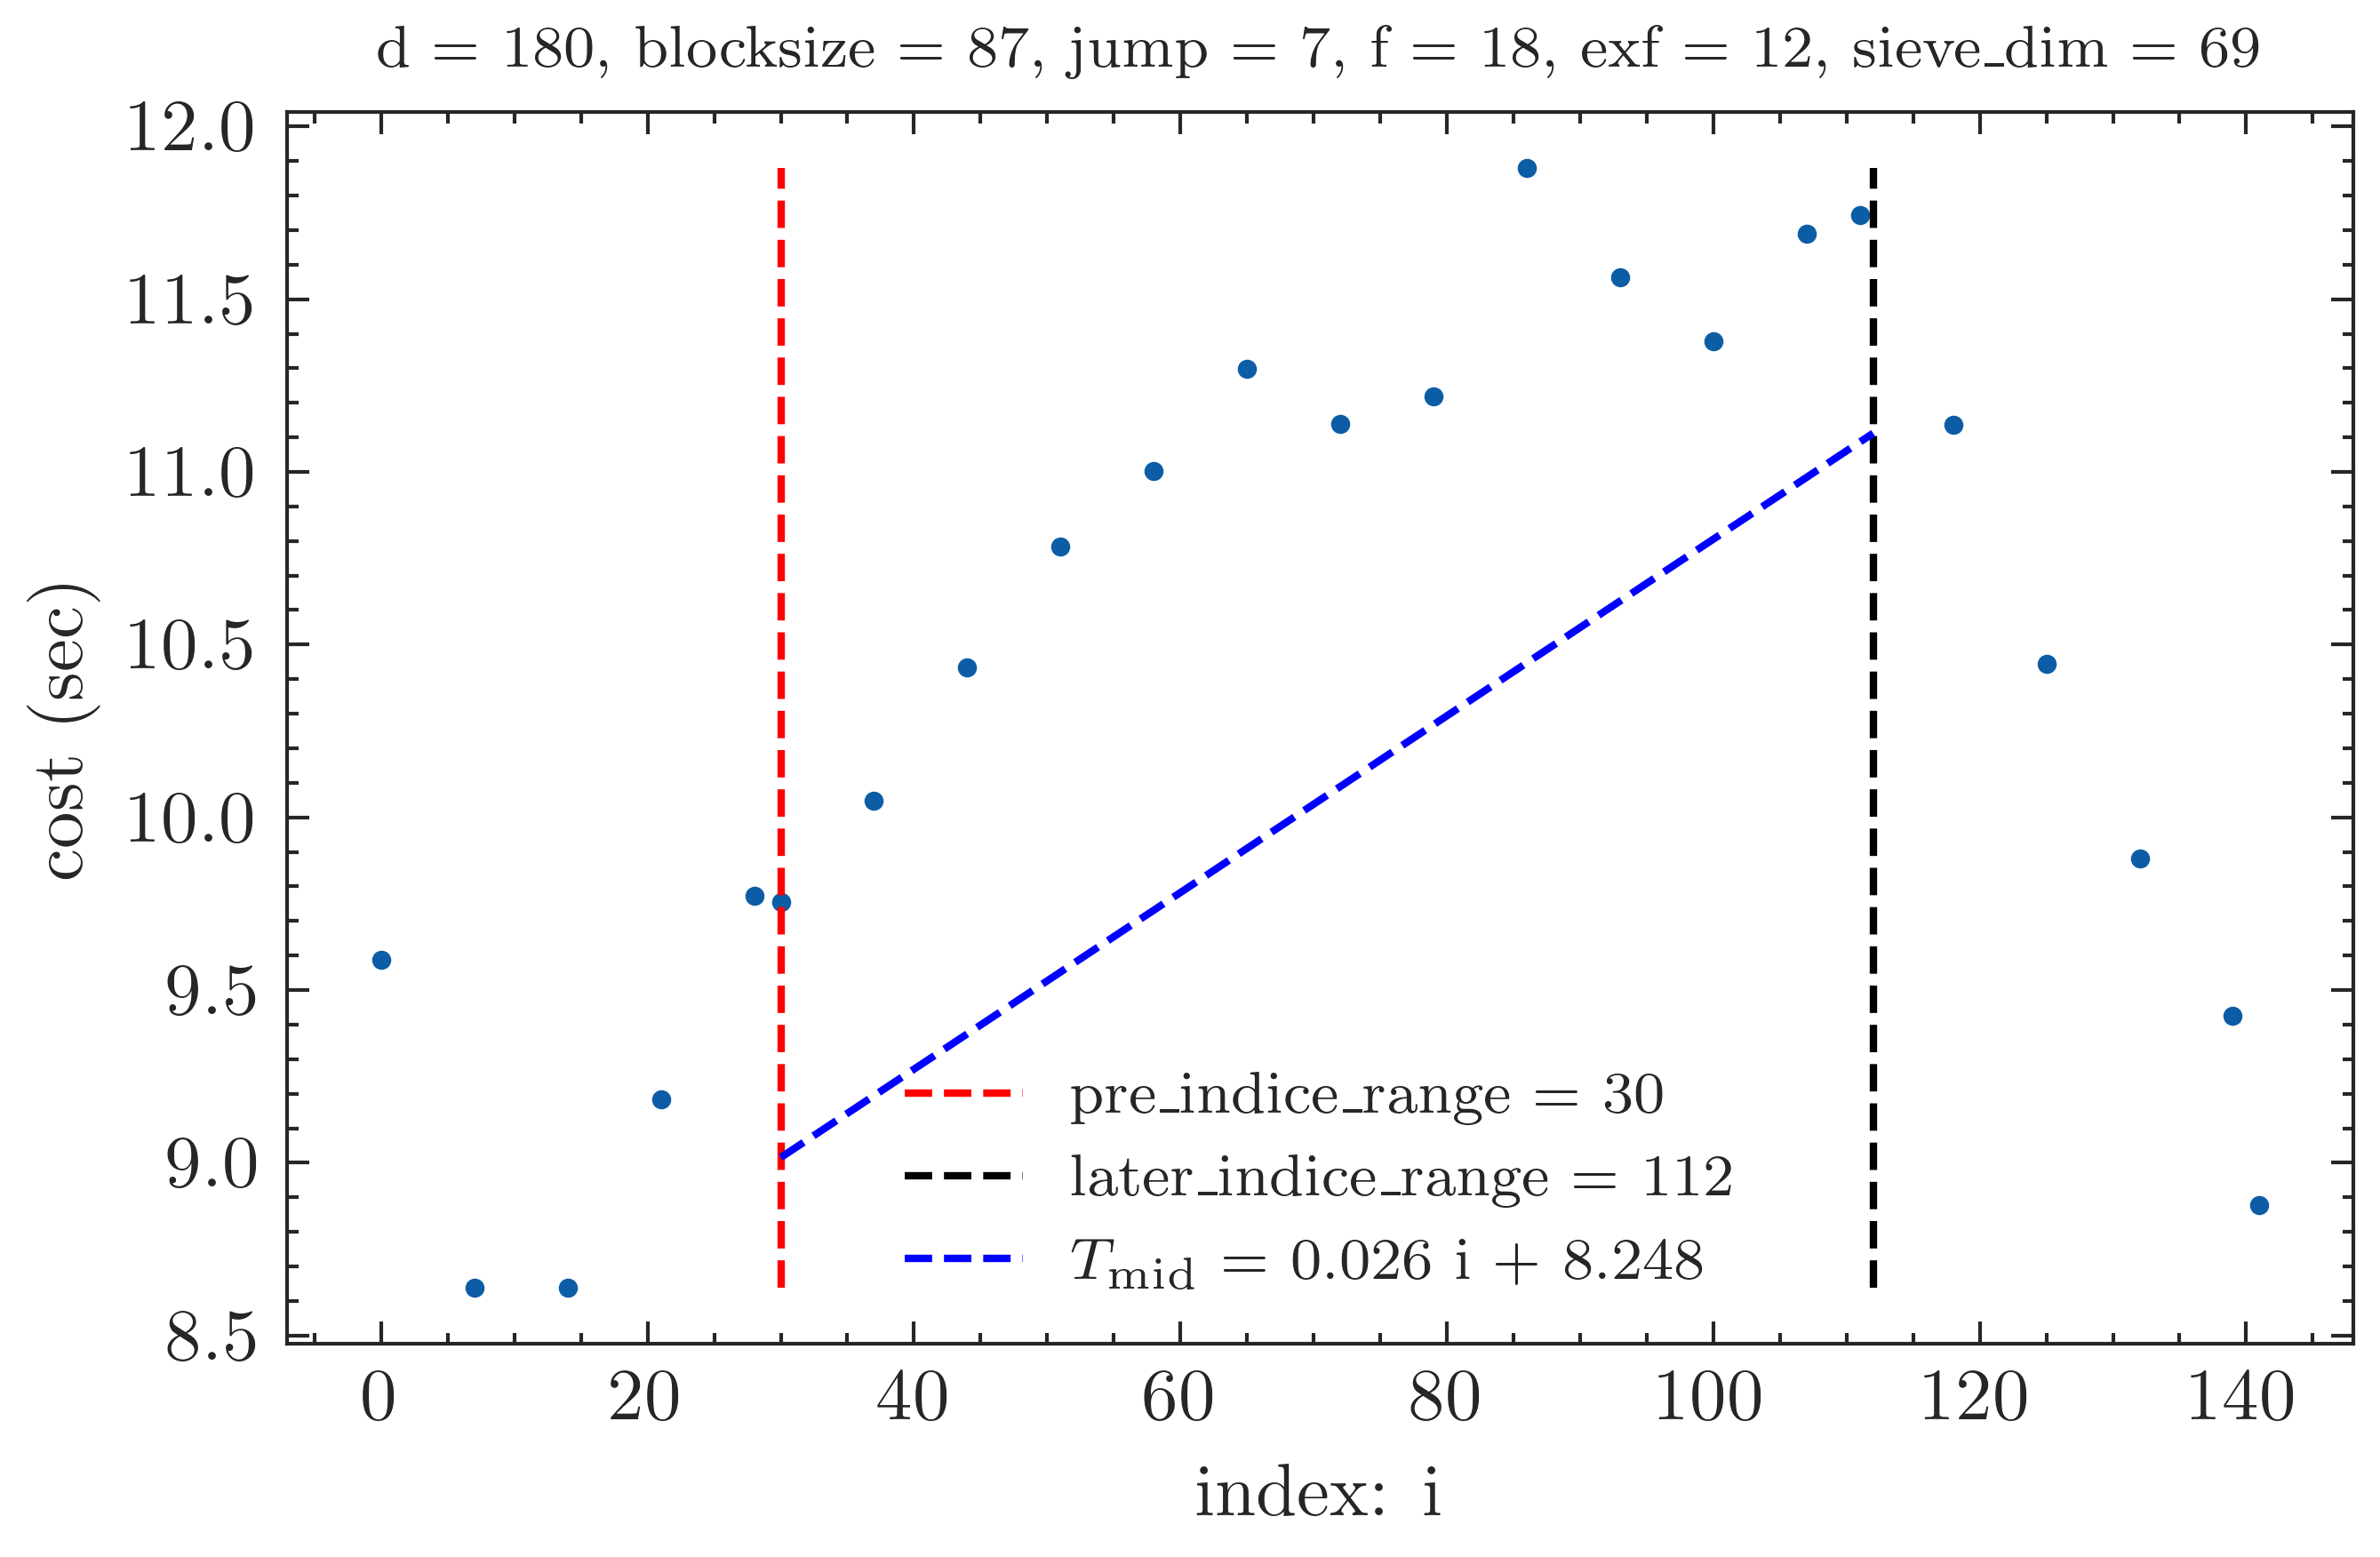 d = 180, blocksize = 87, jump = 7, f = 18, exf = 12, sieve_dim = 69
12.0
11.5
11.0
10.5
10.0
9.5
9.0
8.5
cost (sec)
pre_indice_range = 30
later_indice_range = 112
T_mid = 0.026 i + 8.248
0 20 40 60 80 100 120 140
index: i